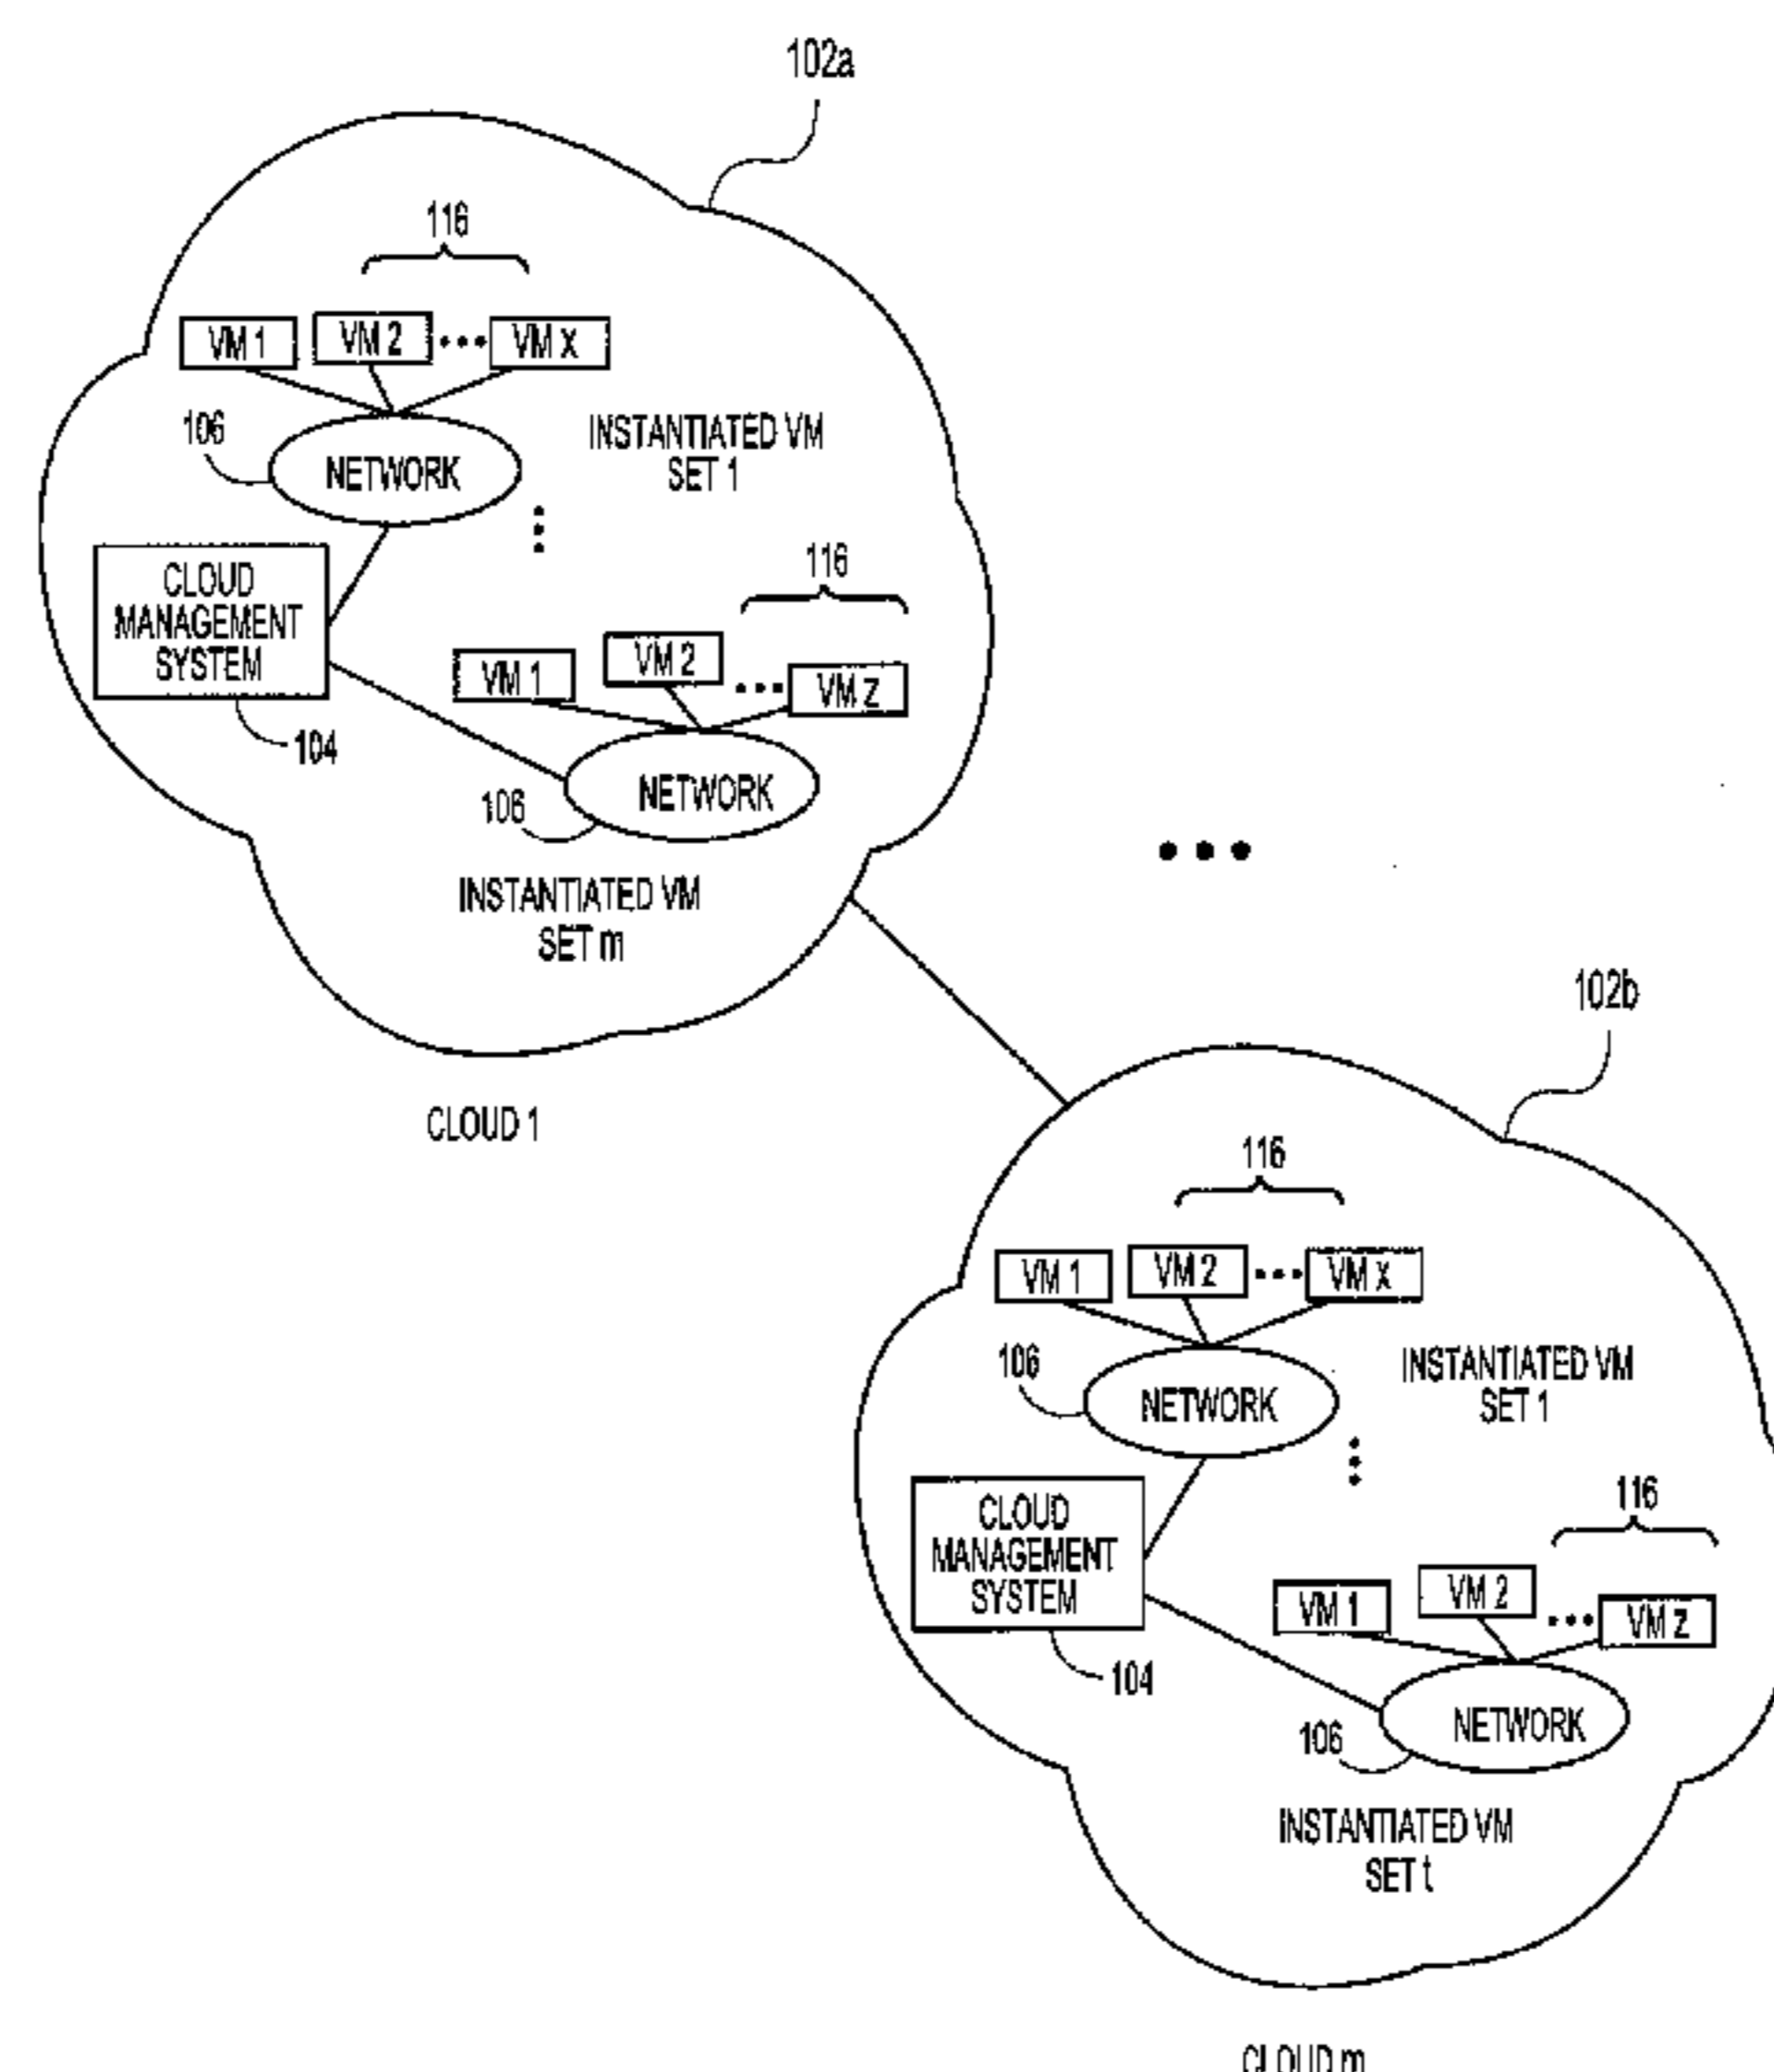 102a
116
VM 1
VM 2
VM X
106
NETWORK
INSTANTIATED VM
SET 1
CLOUD
MANAGEMENT
SYSTEM
104
116
VM 1
VM 2
VM Z
106
NETWORK
INSTANTIATED VM
SET m
CLOUD 1
102b
116
VM 1
VM 2
VM X
106
NETWORK
INSTANTIATED VM
SET 1
CLOUD
MANAGEMENT
SYSTEM
104
116
VM 1
VM 2
VM Z
106
NETWORK
INSTANTIATED VM
SET t
CLOUD m